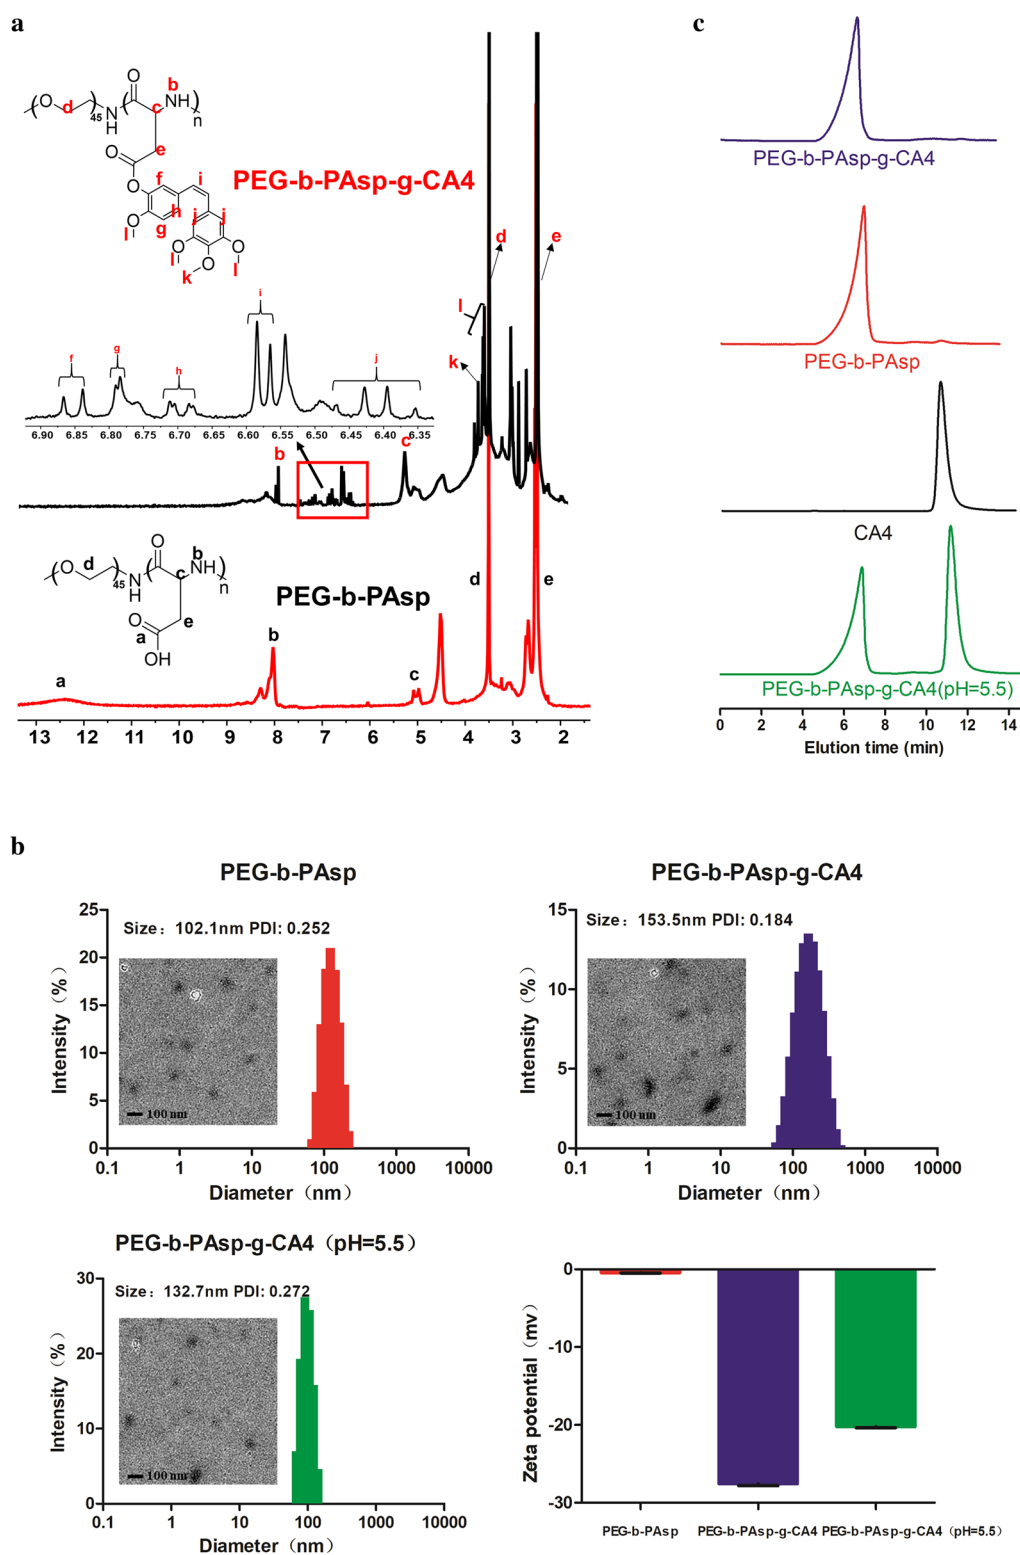 a
c
O
b
NH
O
d
45
N
H
c
n
O
e
O
f
i
PEG-b-PAsp-g-CA4
h
j
j
O
g
l
O
O
O
l
l
k
d
e
l
k
i
f
g
h
j
6.90
6.85
6.80
6.75
6.70
6.65
6.60
6.55
6.50
6.45
6.40
6.35
b
c
O
b
NH
d
O
45
N
H
c
n
O
e
a
OH
PEG-b-PAsp
d
e
a
b
c
13 12 11 10 9 8 7 6 5 4 3 2
PEG-b-PAsp-g-CA4
PEG-b-PAsp
CA4
PEG-b-PAsp-g-CA4(pH=5.5)
0 2 4 6 8 10 12 14
Elution time (min)
b
PEG-b-PAsp
25
20
15
10
5
0
Intensity（%）
Size：102.1nm PDI: 0.252
100 nm
0.1 1 10 100 1000 10000
Diameter（nm）
PEG-b-PAsp-g-CA4
15
10
5
0
Intensity（%）
Size：153.5nm PDI: 0.184
100 nm
0.1 1 10 100 1000 10000
Diameter（nm）
PEG-b-PAsp-g-CA4（pH=5.5）
30
20
10
0
Intensity（%）
Size：132.7nm PDI: 0.272
100 nm
0.1 1 10 100 1000 10000
Diameter（nm）
0
-10
-20
-30
Zeta potential（mv）
PEG-b-PAsp PEG-b-PAsp-g-CA4 PEG-b-PAsp-g-CA4（pH=5.5）